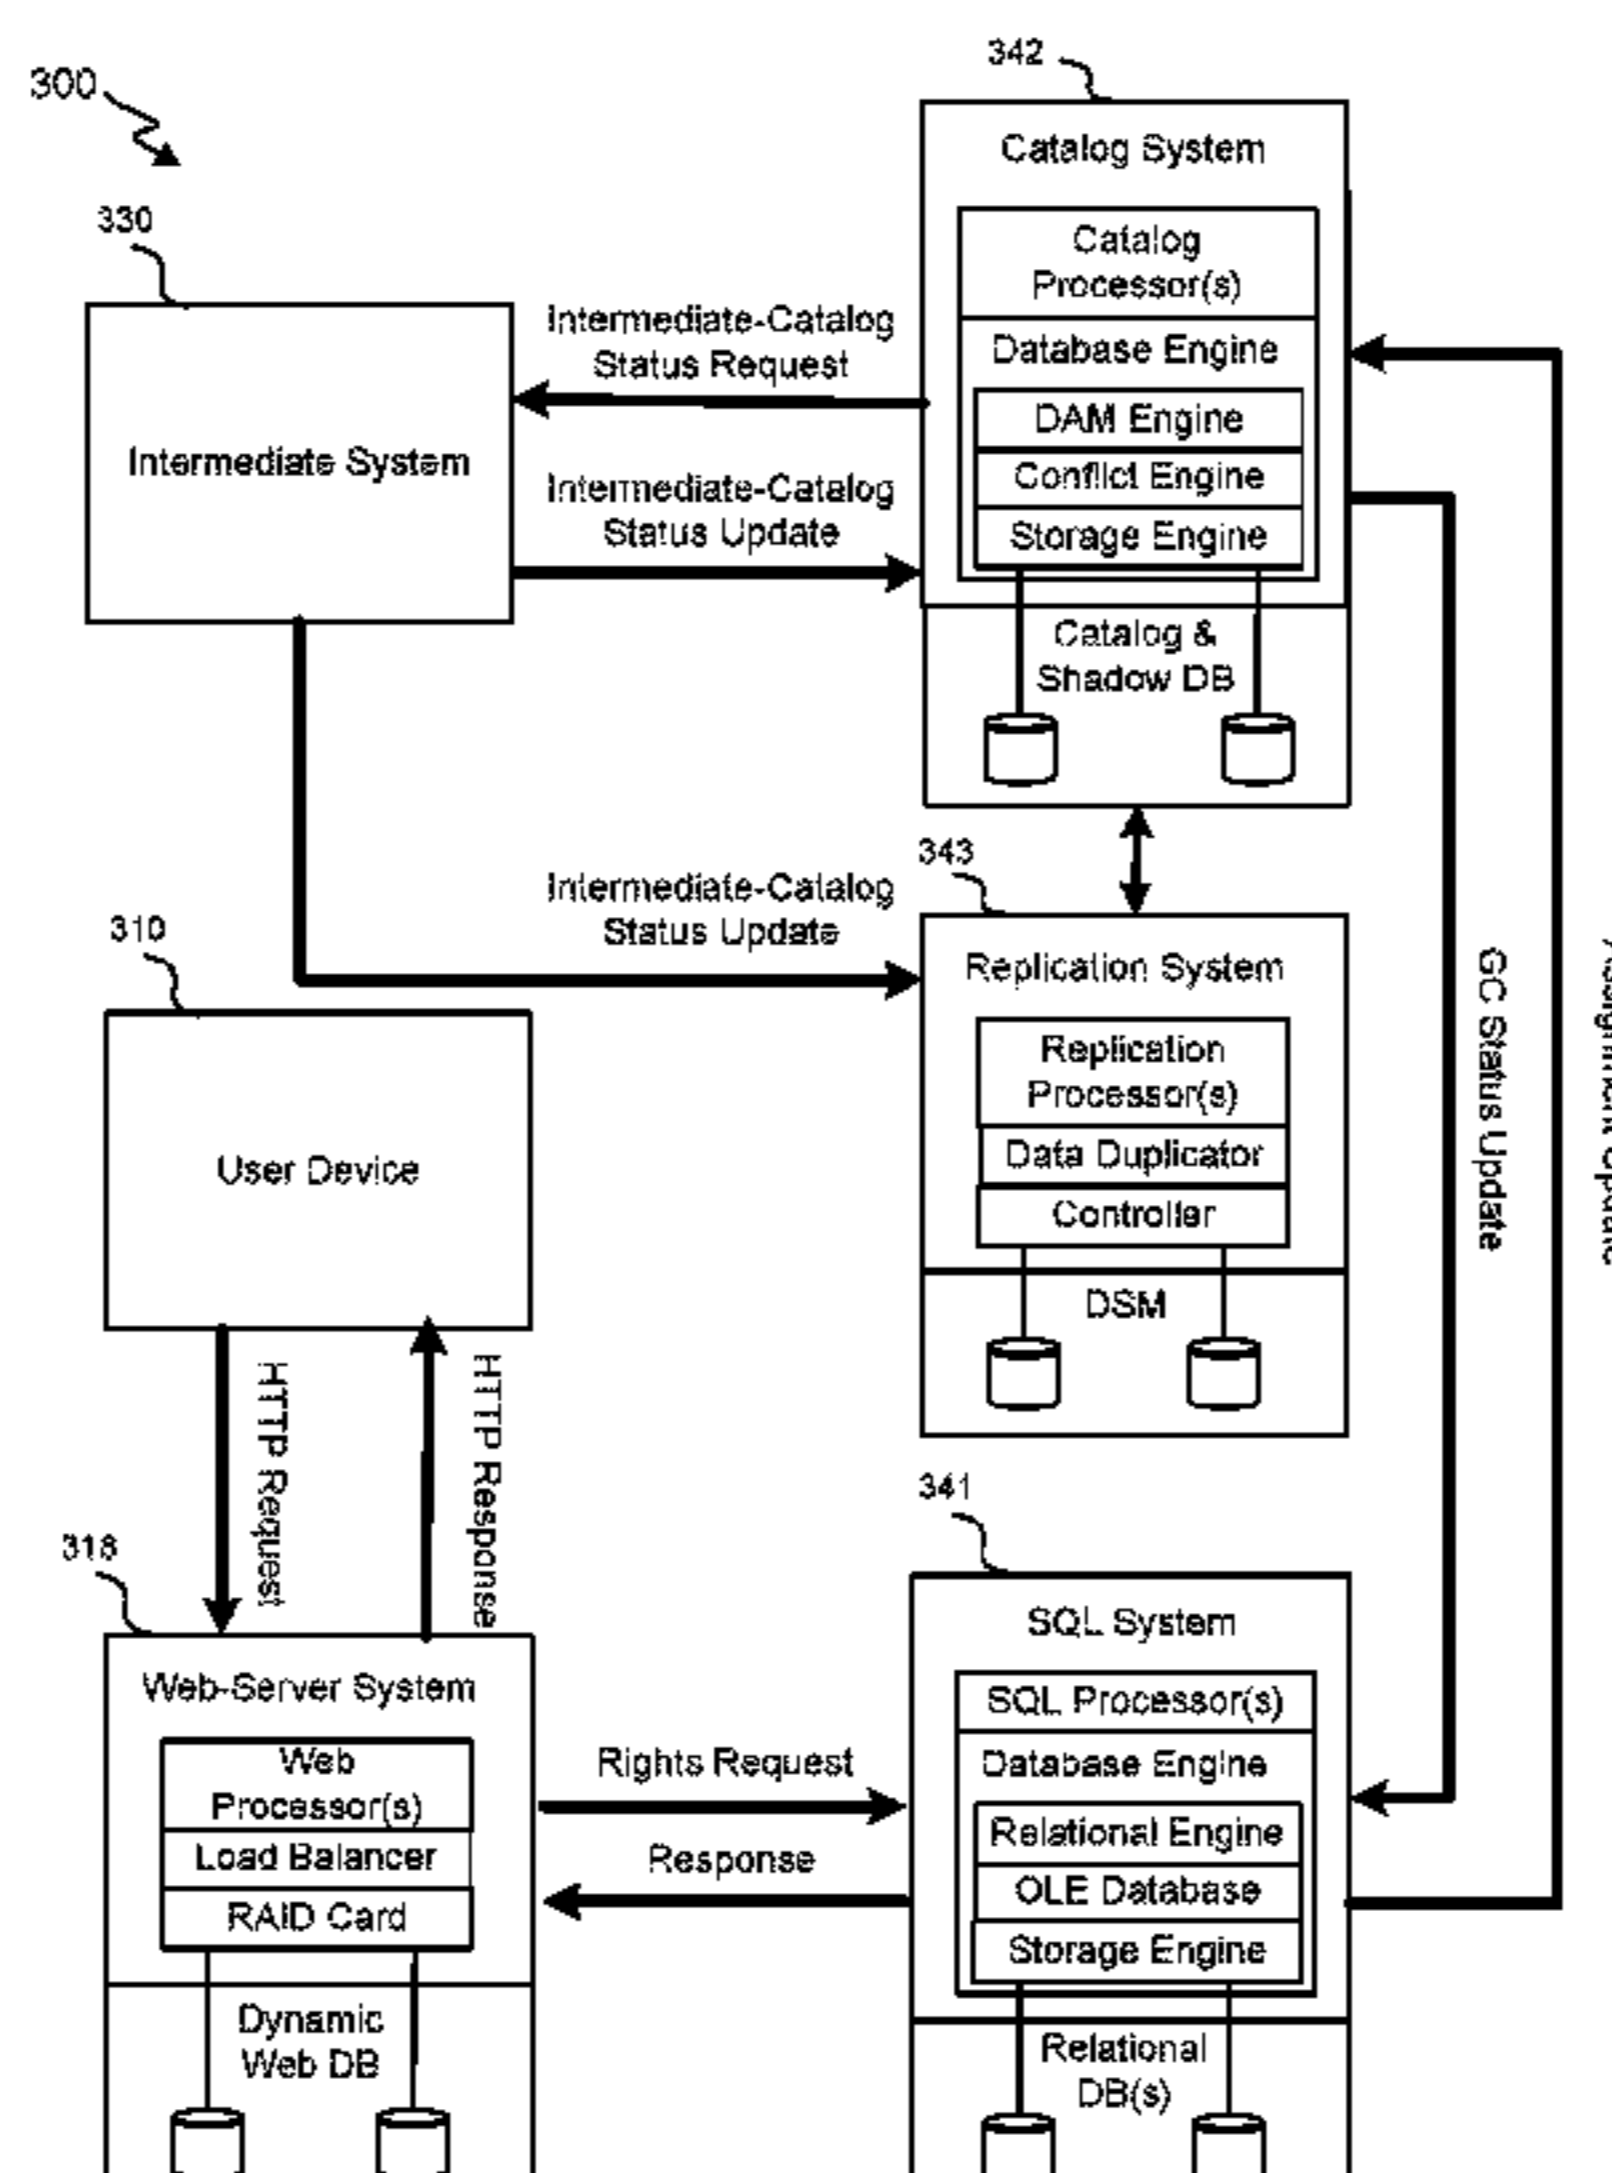 300
342
Catalog System
Catalog
Processor(s)
Database Engine
DAM Engine
Conflict Engine
Storage Engine
Catalog &
Shadow DB
330
Intermediate System
Intermediate-Catalog
Status Request
Intermediate-Catalog
Status Update
Intermediate-Catalog
Status Update
343
Replication System
Replication
Processor(s)
Data Duplicator
Controller
DSM
GC Status Update
310
User Device
HTTP Request
HTTP Response
318
Web-Server System
Web
Processor(s)
Load Balancer
RAID Card
Dynamic
Web DB
Rights Request
Response
341
SQL System
SQL Processor(s)
Database Engine
Relational Engine
OLE Database
Storage Engine
Relational
DB(s)